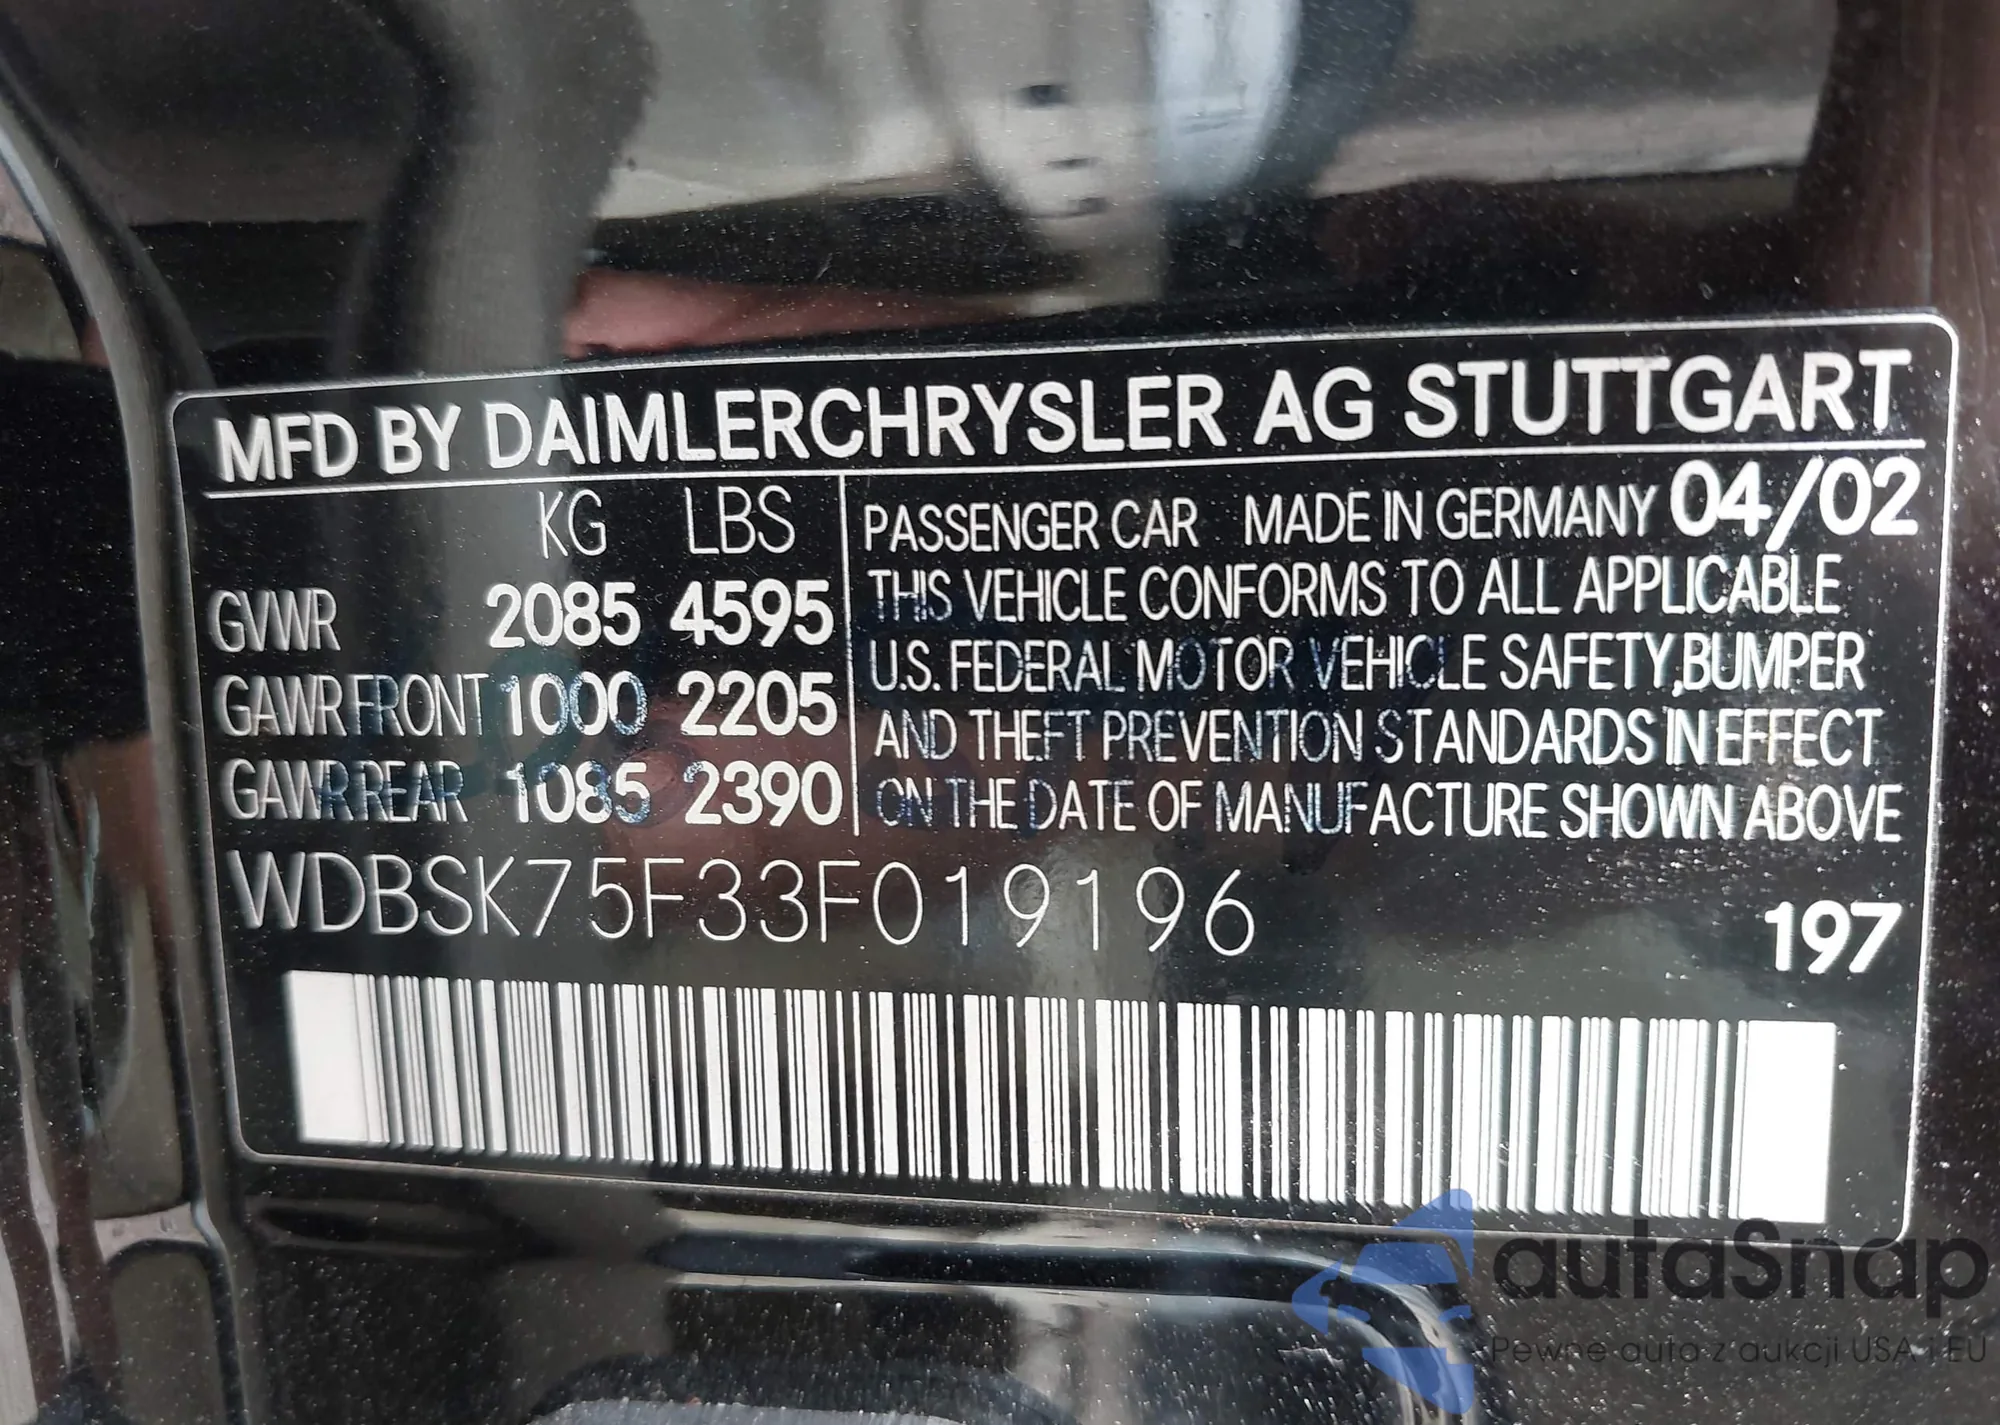 MFD BY DAIMLERCHRYSLER AG STUTTGART
KG LBS
GVWR 2085 4595
GAWR FRONT 1000 2205
GAWR REAR 1085 2390
PASSENGER CAR MADE IN GERMANY 04/02
THIS VEHICLE CONFORMS TO ALL APPLICABLE
U.S. FEDERAL MOTOR VEHICLE SAFETY,BUMPER
AND THEFT PREVENTION STANDARDS IN EFFECT
ON THE DATE OF MANUFACTURE SHOWN ABOVE
WDBSK75F33F019196
197
autaSnap
Pewne auta z aukcji USA i EU